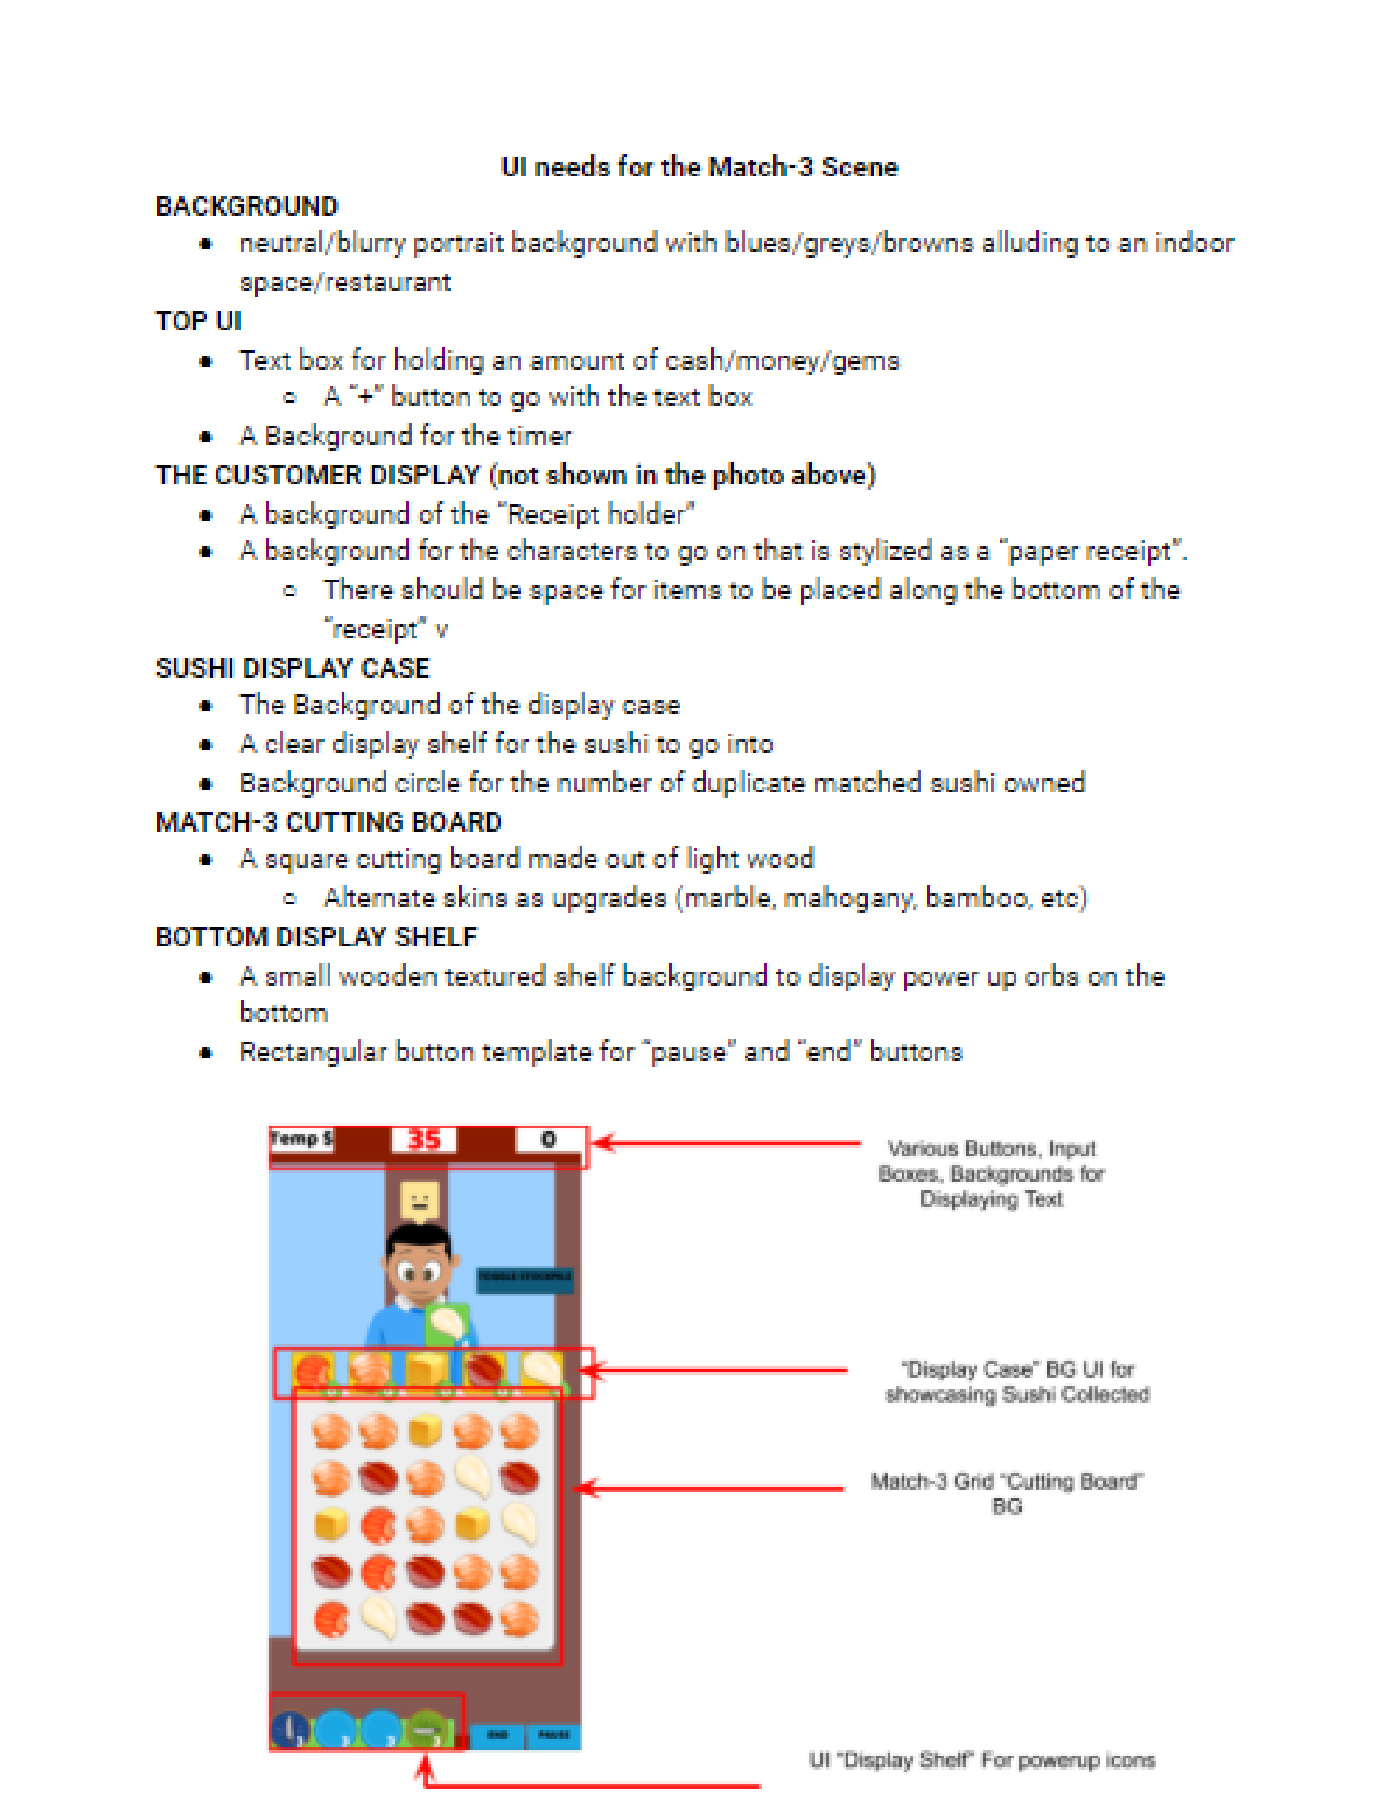 UI needs for the Match-3 Scene
BACKGROUND
● neutral/blurry portrait background with blues/greys/browns alluding to an indoor
space/restaurant
TOP UI
● Text box for holding an amount of cash/money/gems
○ A “+” button to go with the text box
● A Background for the timer
THE CUSTOMER DISPLAY (not shown in the photo above)
● A background of the “Receipt holder”
● A background for the characters to go on that is stylized as a “paper receipt”.
○ There should be space for items to be placed along the bottom of the
“receipt” v
SUSHI DISPLAY CASE
● The Background of the display case
● A clear display shelf for the sushi to go into
● Background circle for the number of duplicate matched sushi owned
MATCH-3 CUTTING BOARD
● A square cutting board made out of light wood
○ Alternate skins as upgrades (marble, mahogany, bamboo, etc)
BOTTOM DISPLAY SHELF
● A small wooden textured shelf background to display power up orbs on the
bottom
● Rectangular button template for “pause” and “end” buttons
Temp $ 35 0
Various Buttons, Input
Boxes, Backgrounds for
Displaying Text
TOGGLE STOCKPILE
“Display Case” BG UI for
showcasing Sushi Collected
Match-3 Grid “Cutting Board”
BG
3 3 3 3
END PAUSE
UI “Display Shelf” For powerup icons